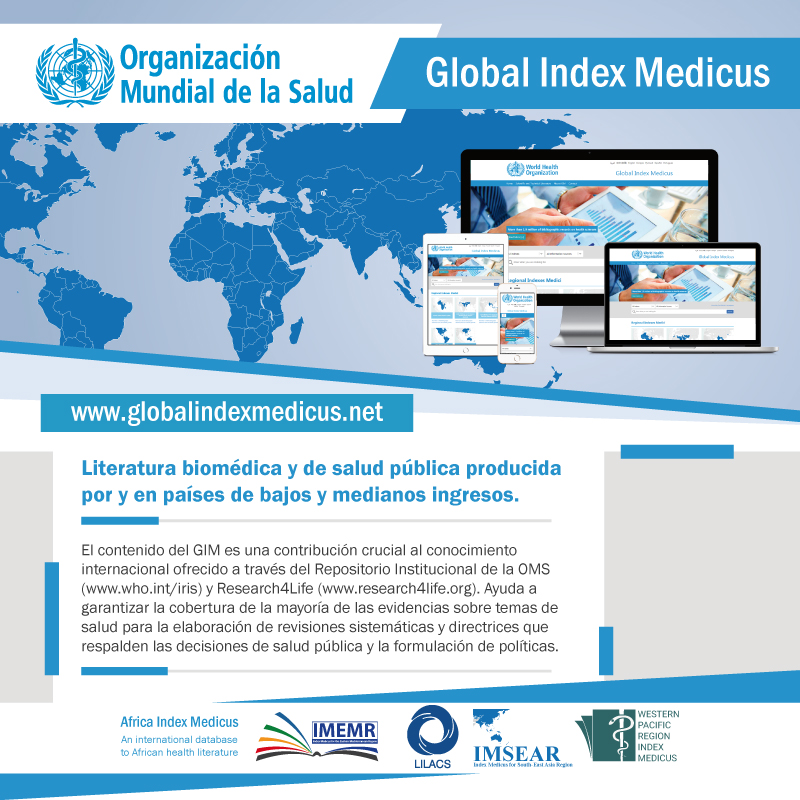 Organización
Mundial de la Salud
Global Index Medicus
World Health
Organization
Global Index Medicus
Regional Indexes Medici
World Health
Organization
Global Index Medicus
www.globalindexmedicus.net
Literatura biomédica y de salud pública producida
por y en países de bajos y medianos ingresos.
El contenido del GIM es una contribución crucial al conocimiento
internacional ofrecido a través del Repositorio Institucional de la OMS
(www.who.int/iris) y Research4Life (www.research4life.org). Ayuda a
garantizar la cobertura de la mayoría de las evidencias sobre temas de
salud para la elaboración de revisiones sistemáticas y directrices que
respalden las decisiones de salud pública y la formulación de políticas.
Africa Index Medicus
An international database
to African health literature
IMEMR
LILACS
IMSEAR
Index Medicus for South-East Asia Region
WESTERN
PACIFIC
REGION
INDEX
MEDICUS